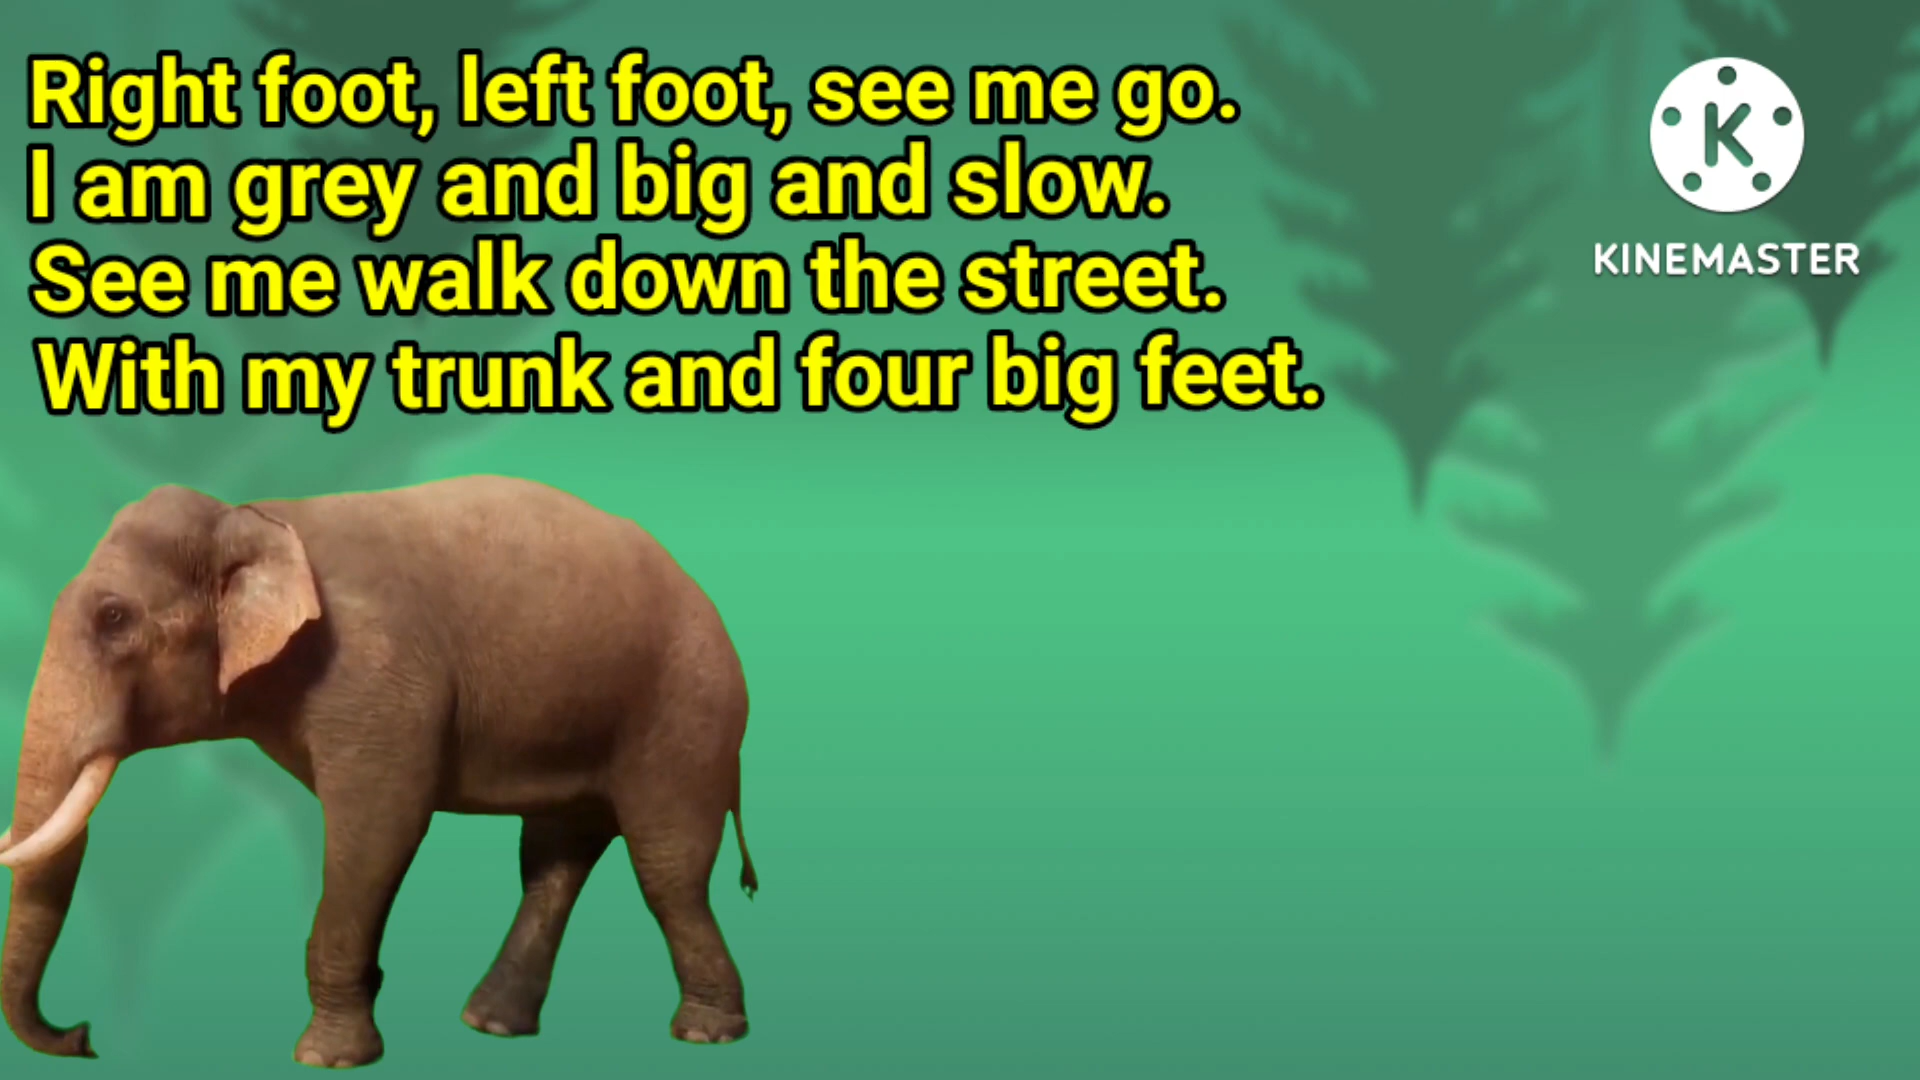 Right foot, left foot, see me go.
I am grey and big and slow.
See me walk down the street.
With my trunk and four big feet.
K
KINEMASTER